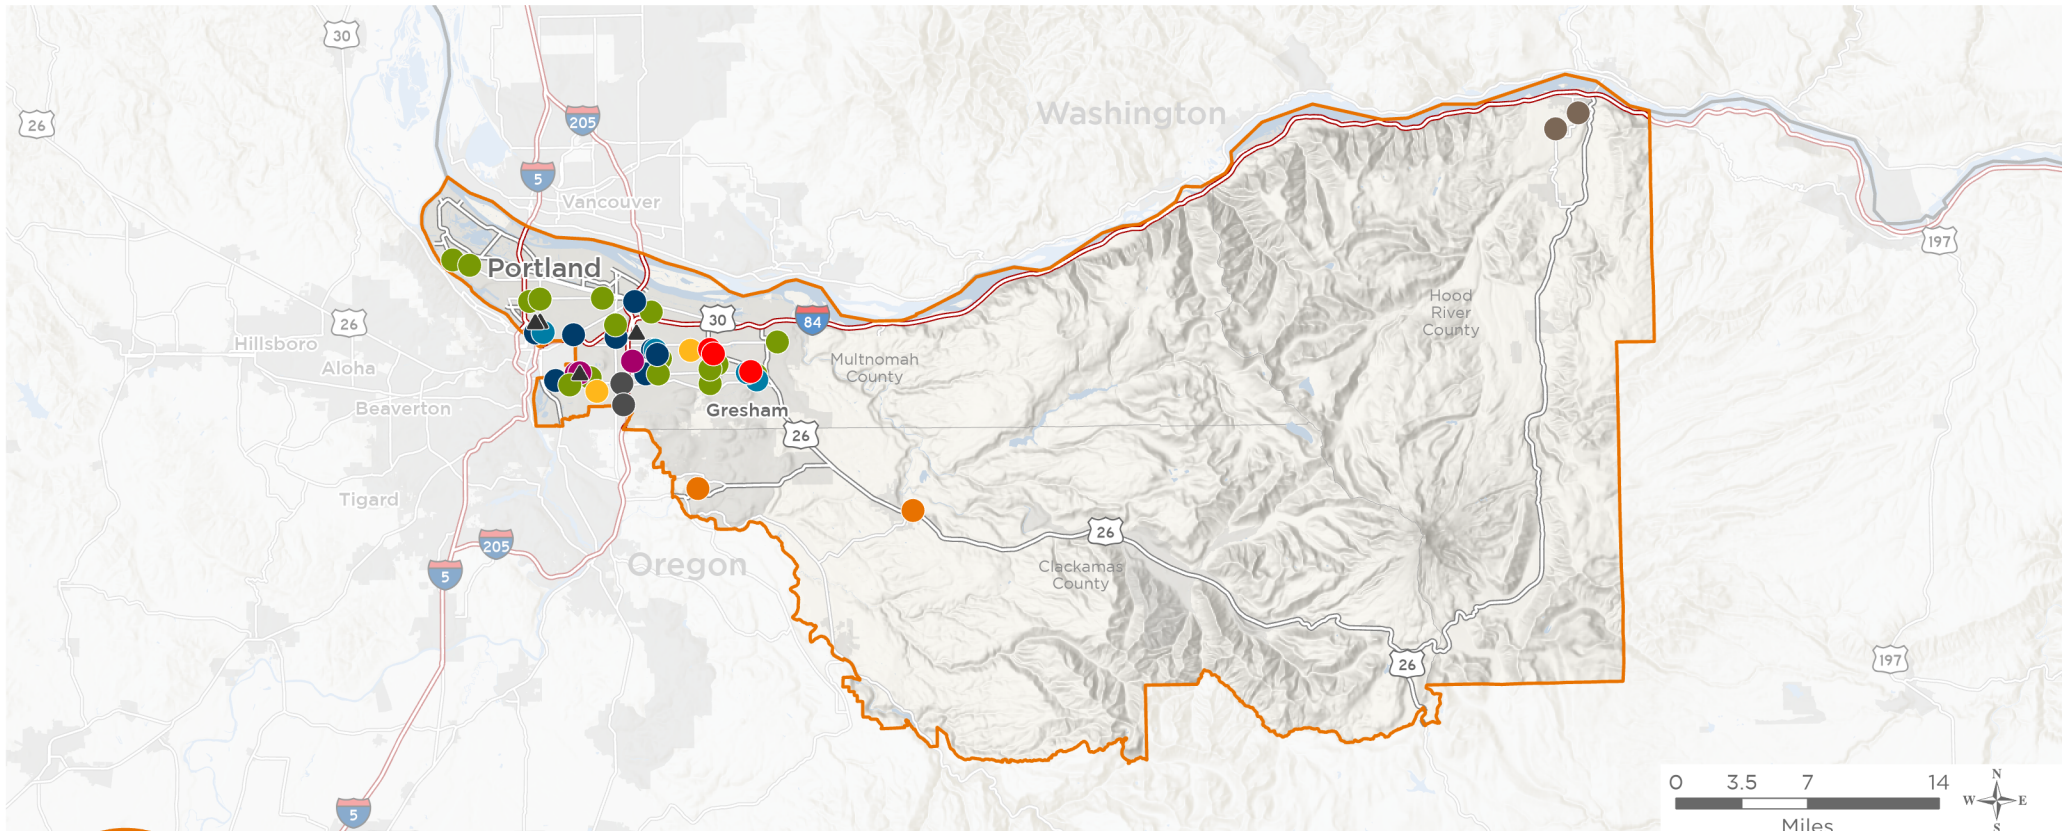 30
26
205
Washington
5
Vancouver
197
Portland
30
84
26
Hood
River
County
Hillsboro
Multnomah
County
Aloha
Beaverton
Gresham
26
Tigard
26
205
Oregon
Clackamas
County
5
26
197
0 3.5 7 14
Miles
N
W E
S
5